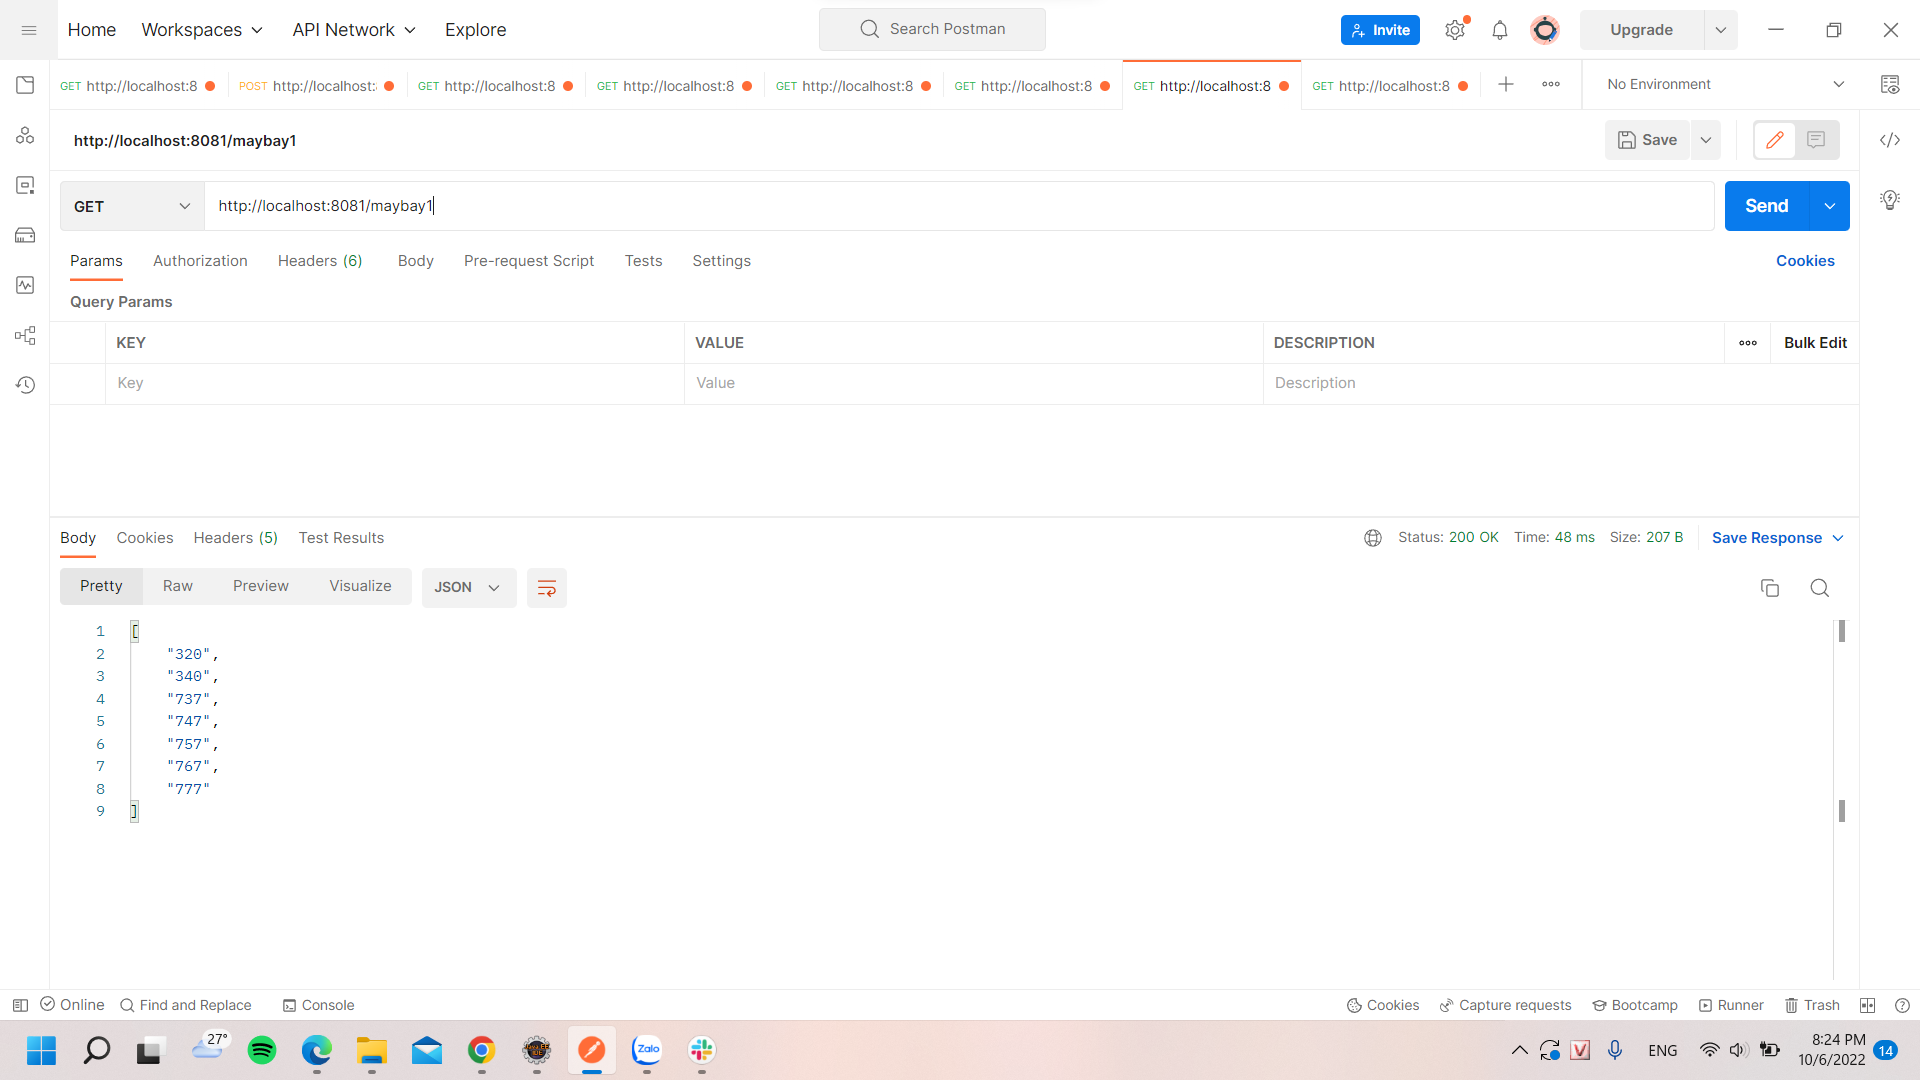 Home Workspaces API Network Explore Search Postman Invite Upgrade
GET http://localhost:8 POST http://localhost: GET http://localhost:8 GET http://localhost:8 GET http://localhost:8 GET http://localhost:8 GET http://localhost:8 GET http://localhost:8 No Environment
http://localhost:8081/maybay1 Save
GET http://localhost:8081/maybay1 Send
Params Authorization Headers (6) Body Pre-request Script Tests Settings Cookies
Query Params
KEY VALUE DESCRIPTION Bulk Edit
Key Value Description
Body Cookies Headers (5) Test Results Status: 200 OK Time: 48 ms Size: 207 B Save Response
Pretty Raw Preview Visualize JSON
1 [
2 "320",
3 "340",
4 "737",
5 "747",
6 "757",
7 "767",
8 "777"
9 ]
Online Find and Replace Console Cookies Capture requests Bootcamp Runner Trash
27° Zalo ENG 8:24 PM
10/6/2022 14